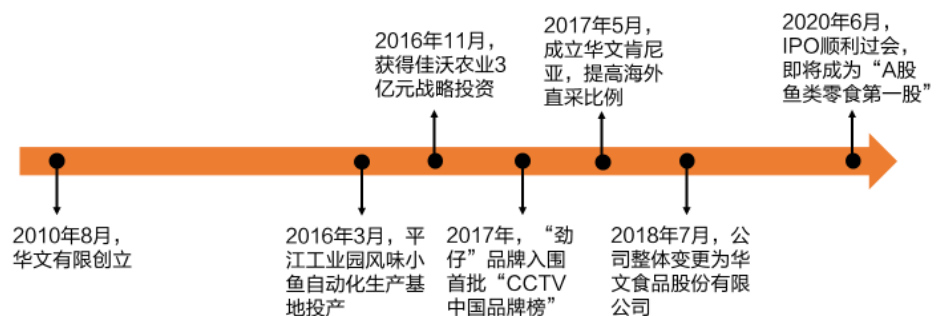 2010年8月，
华文有限创立
2016年3月，平
江工业园风味小
鱼自动化生产基
地投产
2016年11月，
获得佳沃农业3
亿元战略投资
2017年，“劲
仔”品牌入围
首批“CCTV
中国品牌榜”
2017年5月，
成立华文肯尼
亚，提高海外
直采比例
2018年7月，公
司整体变更为华
文食品股份有限
公司
2020年6月，
IPO顺利过会，
即将成为“A股
鱼类零食第一股”